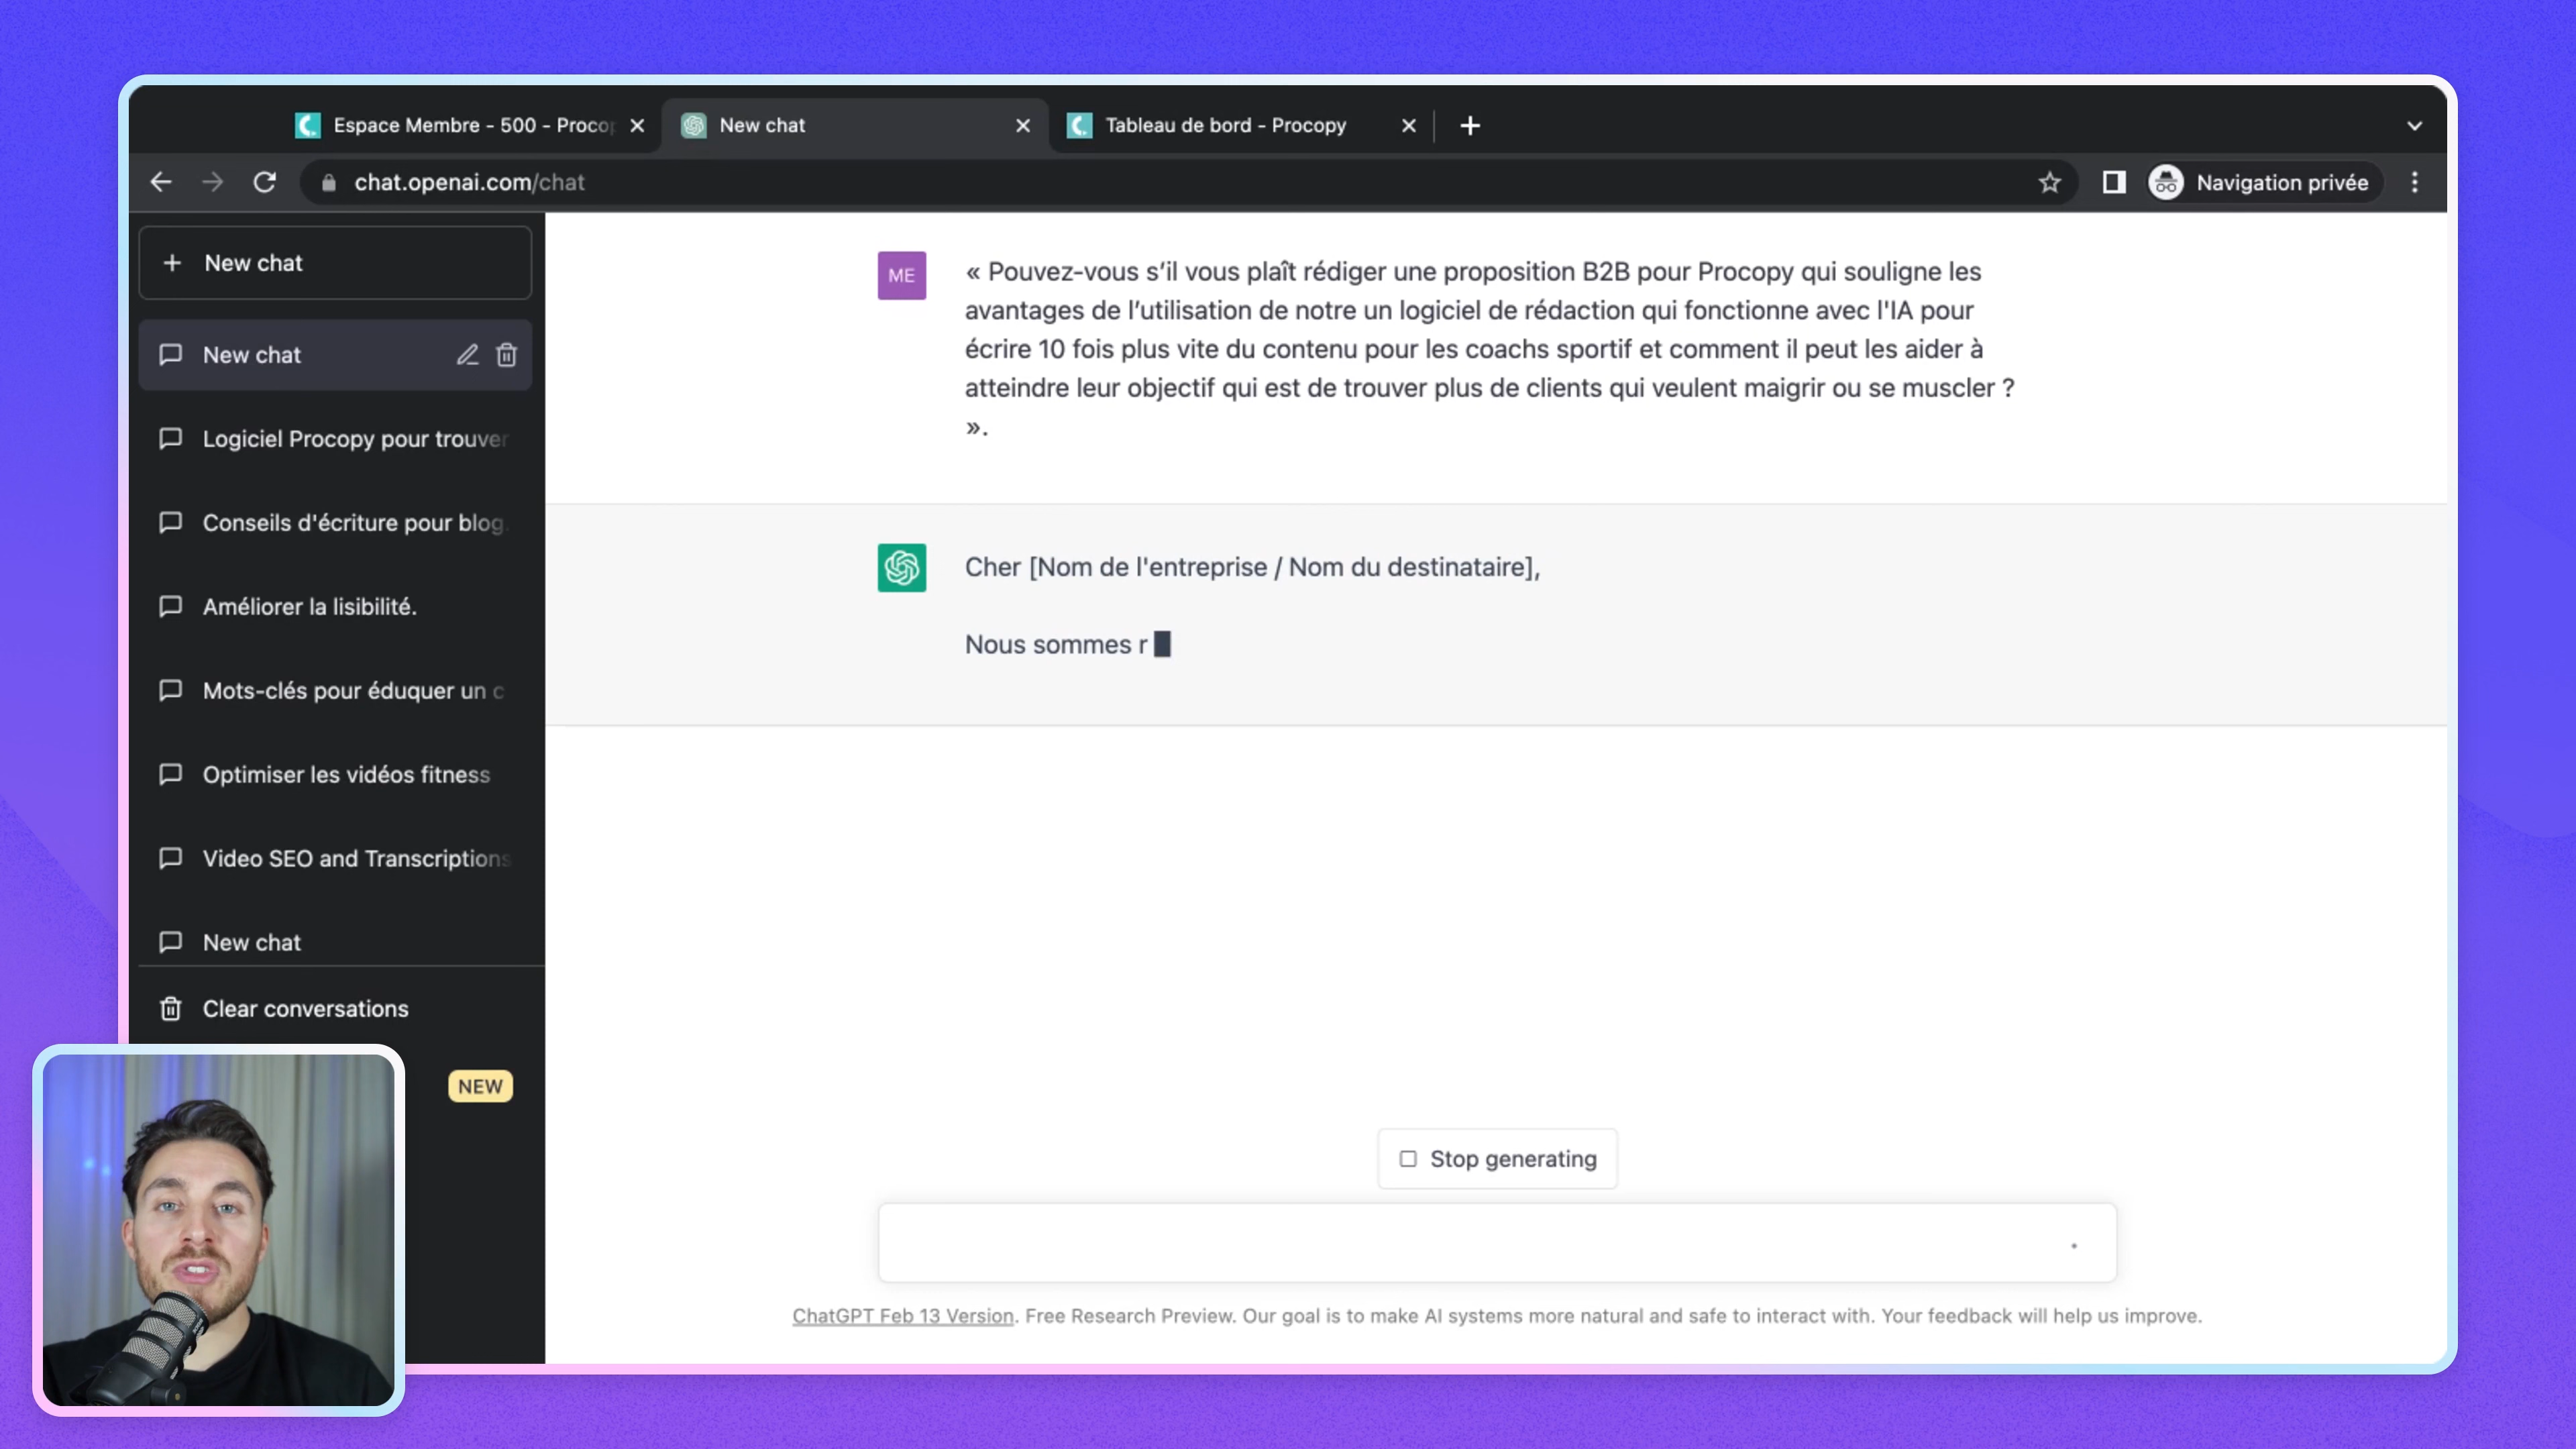 Espace Membre - 500 - Procop
New chat
Tableau de bord - Procopy
chat.openai.com/chat
Navigation privée
New chat
New chat
Logiciel Procopy pour trouver
Conseils d'écriture pour blog.
Améliorer la lisibilité.
Mots-clés pour éduquer un c
Optimiser les vidéos fitness
Video SEO and Transcriptions
New chat
Clear conversations
NEW
ME
« Pouvez-vous s'il vous plaît rédiger une proposition B2B pour Procopy qui souligne les
avantages de l'utilisation de notre un logiciel de rédaction qui fonctionne avec l'IA pour
écrire 10 fois plus vite du contenu pour les coachs sportif et comment il peut les aider à
atteindre leur objectif qui est de trouver plus de clients qui veulent maigrir ou se muscler ?
».
Cher [Nom de l'entreprise / Nom du destinataire],
Nous sommes r
Stop generating
ChatGPT Feb 13 Version. Free Research Preview. Our goal is to make AI systems more natural and safe to interact with. Your feedback will help us improve.